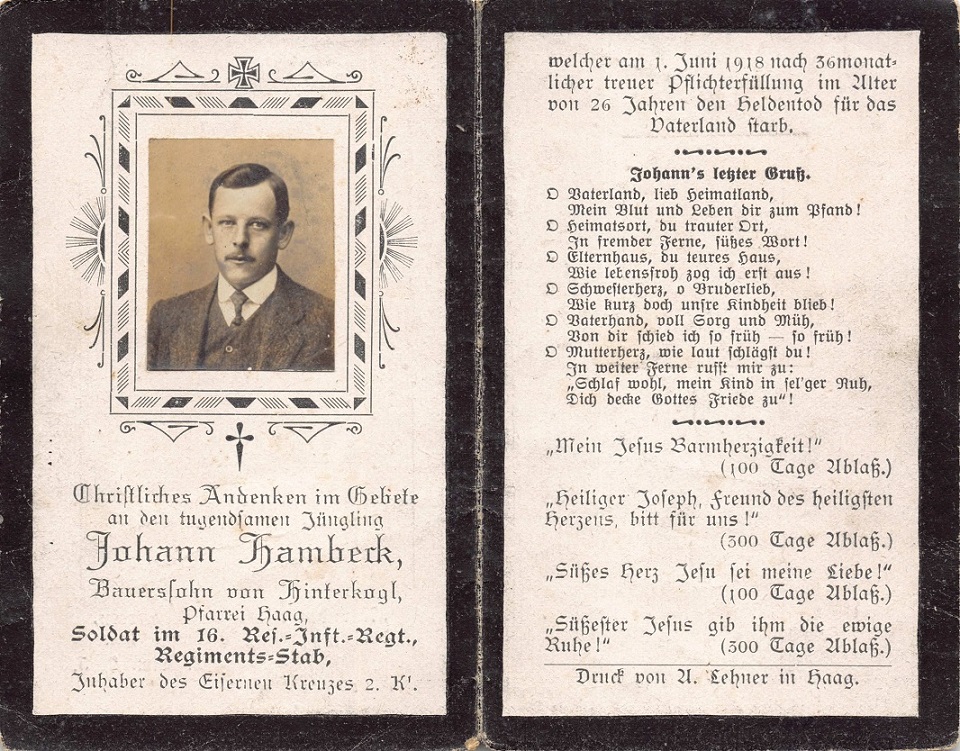 Christliches Andenken im Gebete
an den tugendsamen Jüngling
Johann Hambeck,
Bauerssohn von Hinterkogl,
Pfarrei Haag,
Soldat im 16. Res.-Inft.-Regt.,
Regiments-Stab,
Inhaber des Eisernen Kreuzes 2. Kl.
welcher am 1. Juni 1918 nach 36monat-
licher treuer Pflichterfüllung im Alter
von 26 Jahren den Heldentod für das
Vaterland starb.
Johann's letzter Gruß.
O Vaterland, lieb Heimatland,
Mein Blut und Leben dir zum Pfand!
O Heimatsort, du trauter Ort,
In fremder Ferne, süßes Wort!
O Elternhaus, du teures Haus,
Wie lebensfroh zog ich erst aus!
O Schwesterherz, o Bruderlieb,
Wie kurz doch unsre Kindheit blieb!
O Vaterhand, voll Sorg und Müh,
Von dir schied ich so früh — so früh!
O Mutterherz, wie laut schlägst du!
In weiter Ferne rufst mir zu:
„Schlaf wohl, mein Kind in sel'ger Ruh,
Dich decke Gottes Friede zu“!
„Mein Jesus Barmherzigkeit!“
(100 Tage Ablaß.)
„Heiliger Joseph, Freund des heiligsten
Herzens, bitt für uns!“
(300 Tage Ablaß.)
„Süßes Herz Jesu sei meine Liebe!“
(100 Tage Ablaß.)
„Süßester Jesus gib ihm die ewige
Ruhe!“ (300 Tage Ablaß.)
Druck von A. Lehner in Haag.